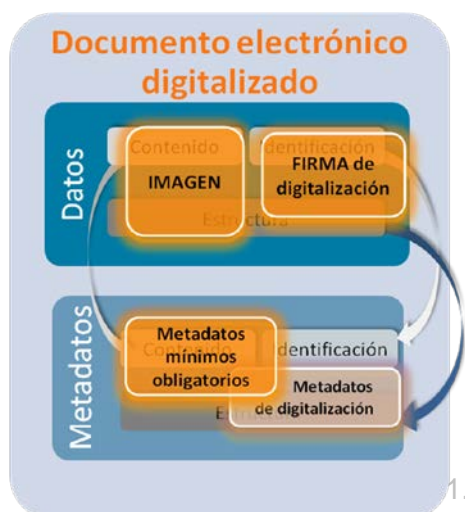 Documento electrónico
digitalizado
Datos
Contenido
Identificación
IMAGEN
FIRMA de
digitalización
Estructura
Metadatos
Contenido
Identificación
Metadatos
mínimos
obligatorios
Metadatos
de digitalización
1.